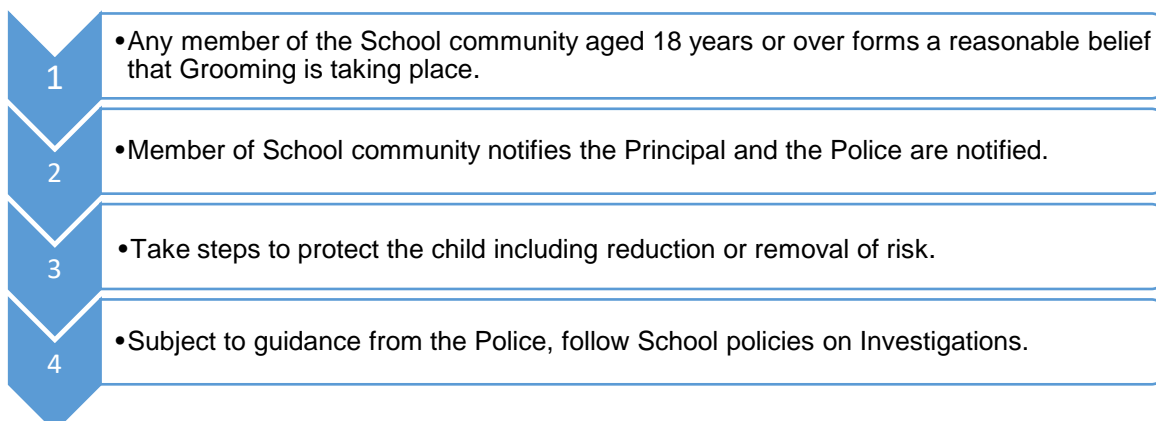 1
•Any member of the School community aged 18 years or over forms a reasonable belief
that Grooming is taking place.
2
•Member of School community notifies the Principal and the Police are notified.
3
•Take steps to protect the child including reduction or removal of risk.
4
•Subject to guidance from the Police, follow School policies on Investigations.